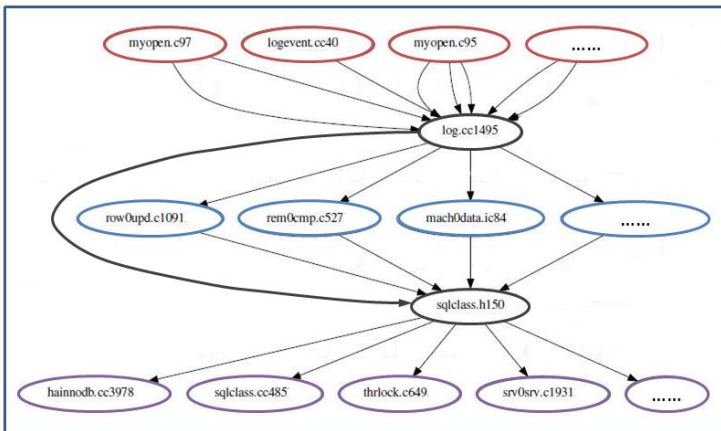 myopen.c97 logevent.cc40 myopen.c95 ......
log.cc1495
row0upd.c1091 rem0cmp.c527 mach0data.ic84 ......
sqlclass.h150
hainnodb.cc3978 sqlclass.cc485 thrlock.c649 srv0srv.c1931 ......